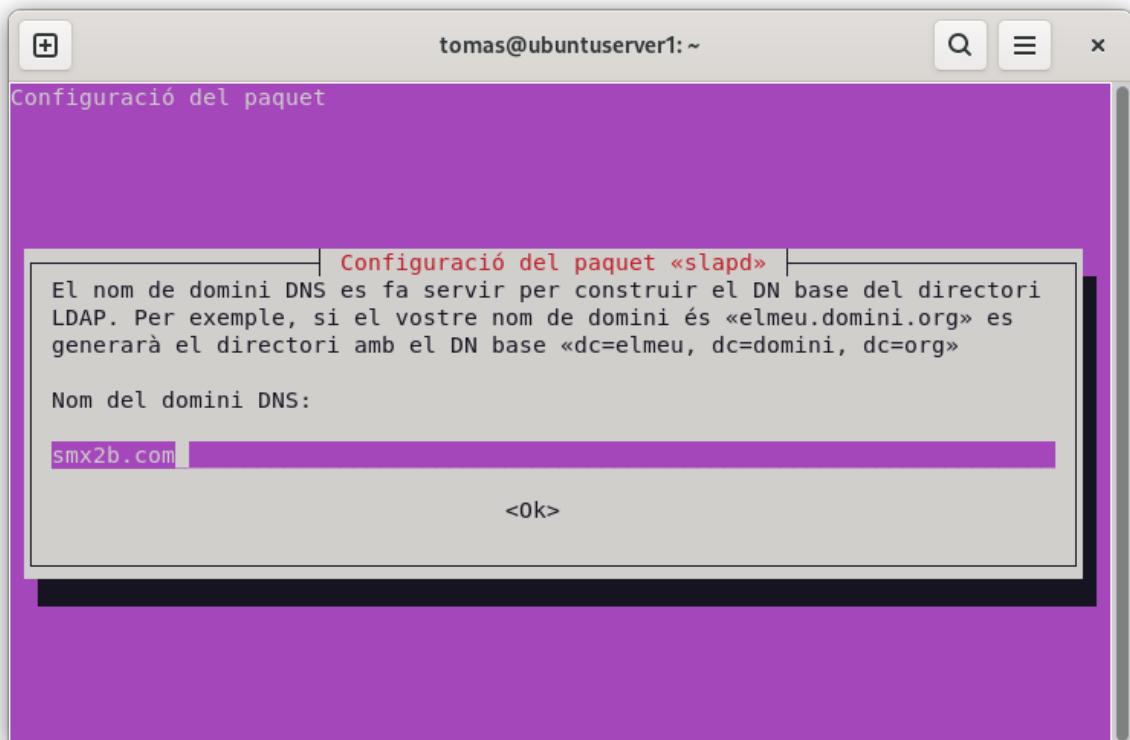 tomas@ubuntuserver1: ~
Configuració del paquet
Configuració del paquet «slapd»
El nom de domini DNS es fa servir per construir el DN base del directori
LDAP. Per exemple, si el vostre nom de domini és «elmeu.domini.org» es
generarà el directori amb el DN base «dc=elmeu, dc=domini, dc=org»
Nom del domini DNS:
smx2b.com
<Ok>